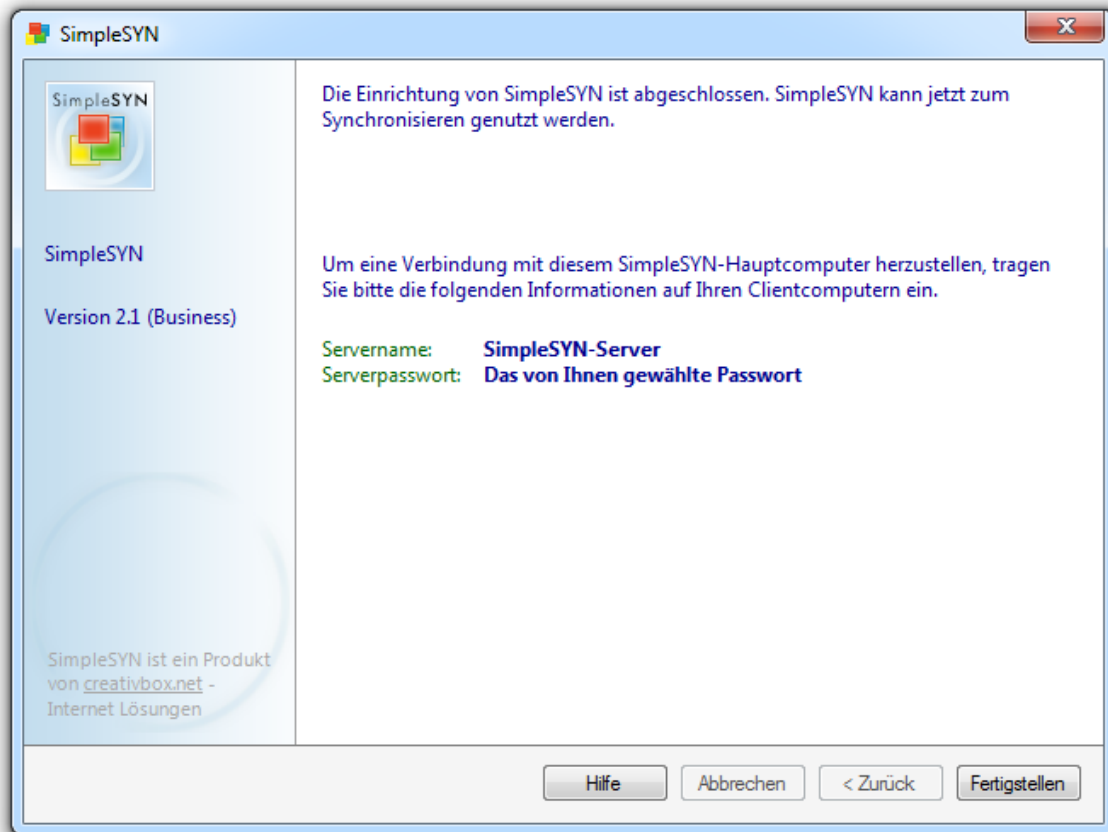 SimpleSYN
SimpleSYN
SimpleSYN
Version 2.1 (Business)
SimpleSYN ist ein Produkt
von creativbox.net -
Internet Lösungen
Die Einrichtung von SimpleSYN ist abgeschlossen. SimpleSYN kann jetzt zum
Synchronisieren genutzt werden.
Um eine Verbindung mit diesem SimpleSYN-Hauptcomputer herzustellen, tragen
Sie bitte die folgenden Informationen auf Ihren Clientcomputern ein.
Servername: SimpleSYN-Server
Serverpasswort: Das von Ihnen gewählte Passwort
Hilfe Abbrechen < Zurück Fertigstellen